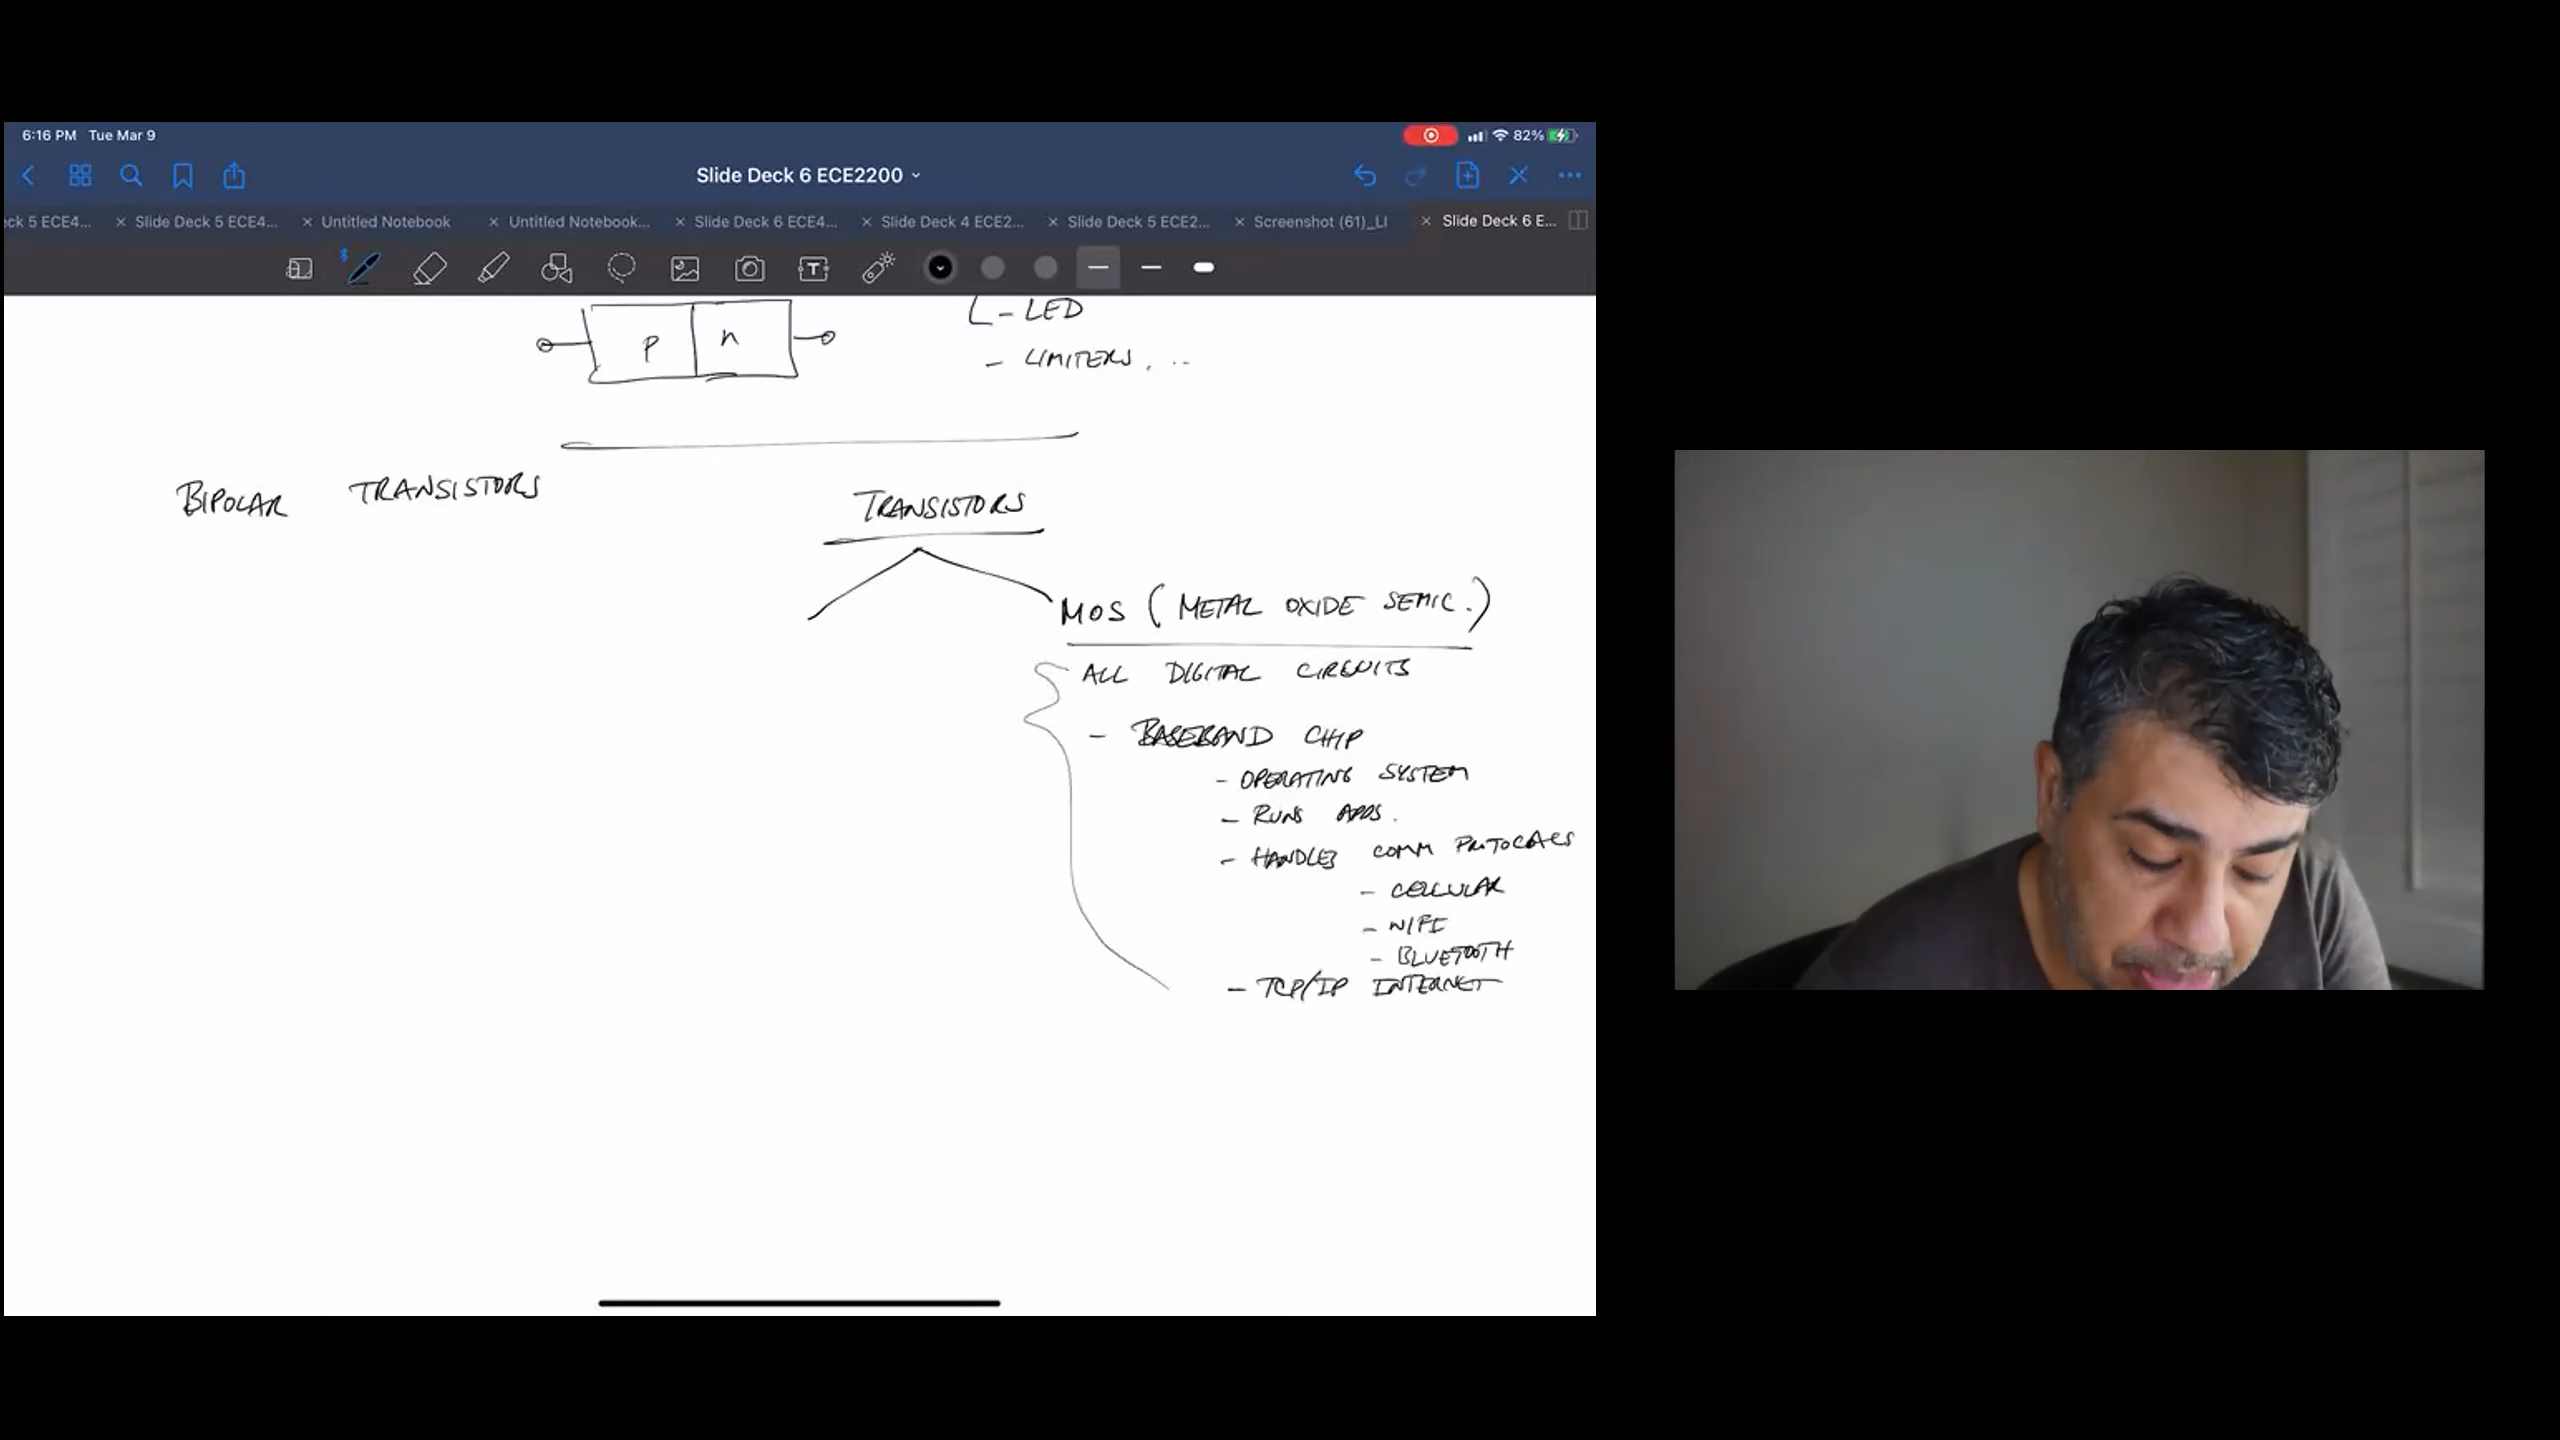 6:16 PM Tue Mar 9
82%
Slide Deck 6 ECE2200
ck 5 ECE4... Slide Deck 5 ECE4... Untitled Notebook Untitled Notebook... Slide Deck 6 ECE4... Slide Deck 4 ECE2... Slide Deck 5 ECE2... Screenshot (61)_LI Slide Deck 6 E...
T
p n
- LED
- LIMITERS, ..
BIPOLAR TRANSISTORS
TRANSISTORS
MOS (METAL OXIDE SEMIC.)
ALL DIGITAL CIRCUITS
- BASEBAND CHIP
- OPERATING SYSTEM
- RUNS APPS.
- HANDLES COMM PROTOCALS
- CELLULAR
- WIFI
- BLUETOOTH
- TCP/IP INTERNET